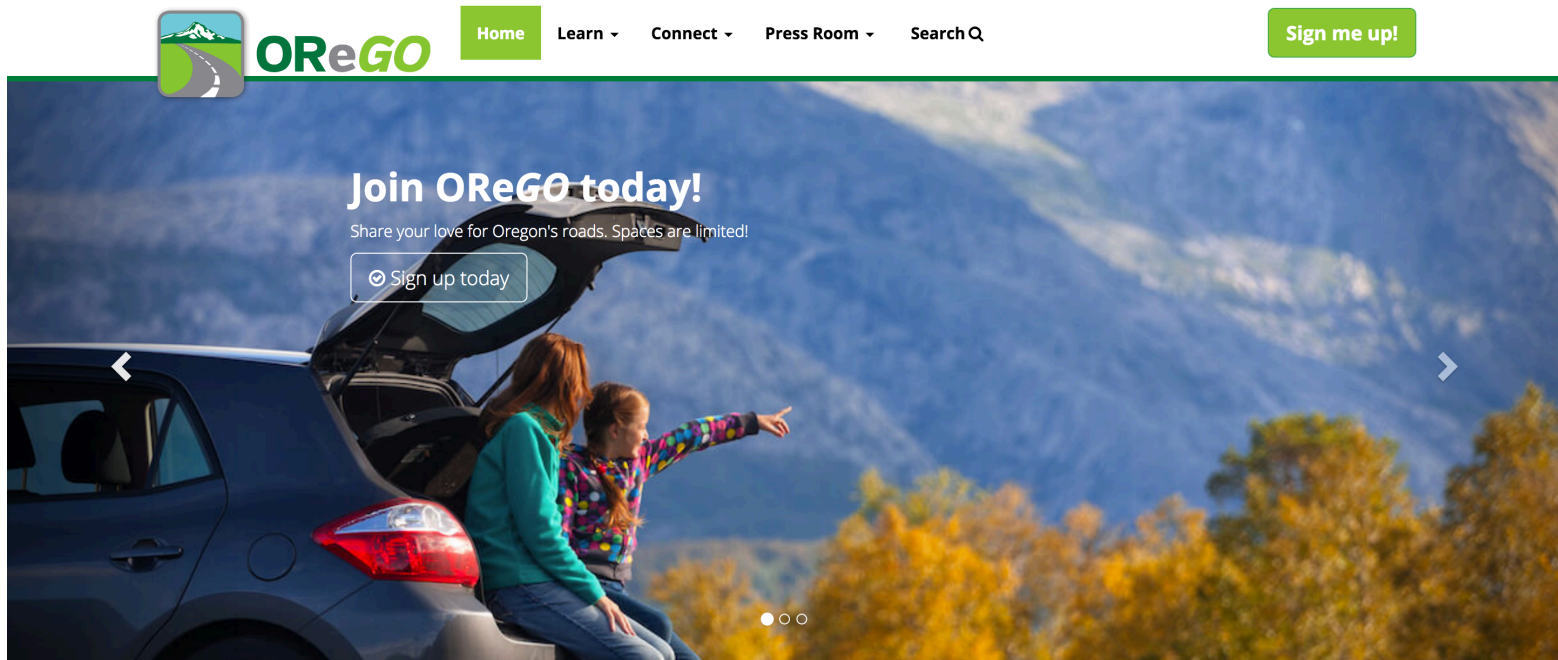 OReGO
Home Learn Connect Press Room Search
Sign me up!
Join OReGO today!
Share your love for Oregon's roads. Spaces are limited!
Sign up today